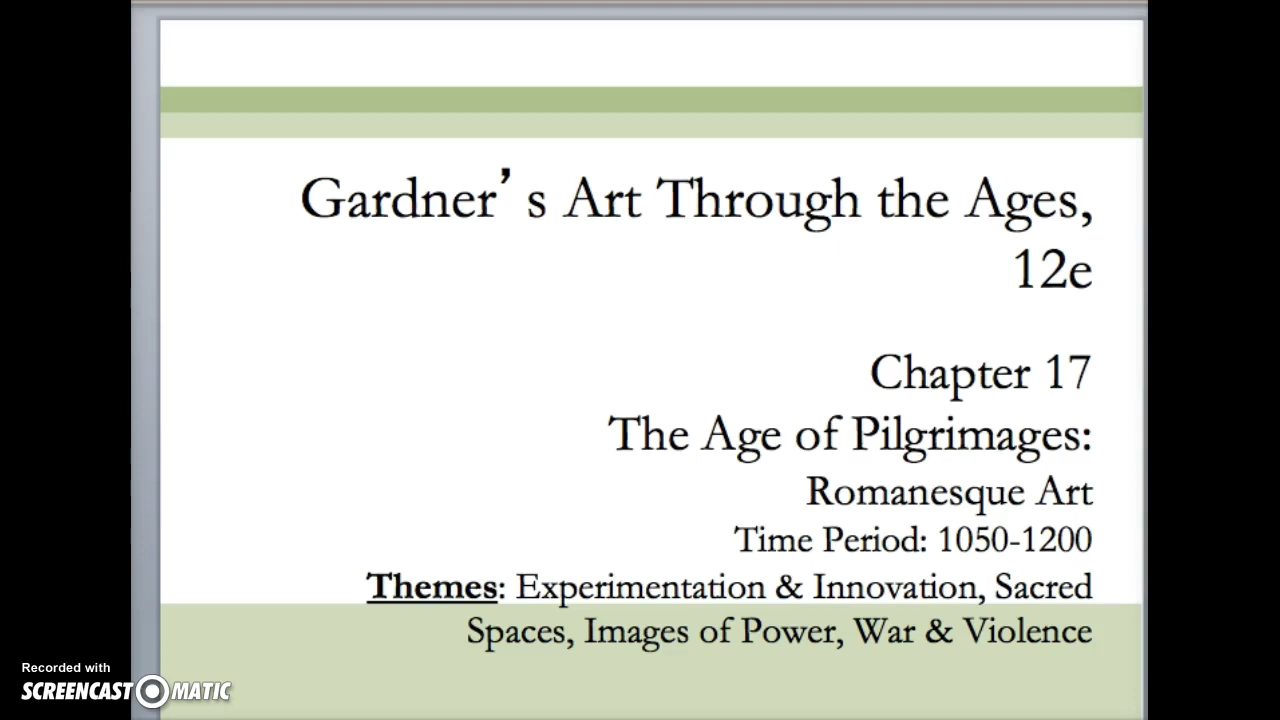 Gardner’s Art Through the Ages,
12e
Chapter 17
The Age of Pilgrimages:
Romanesque Art
Time Period: 1050-1200
Themes: Experimentation & Innovation, Sacred
Spaces, Images of Power, War & Violence
Recorded with
SCREENCAST MATIC